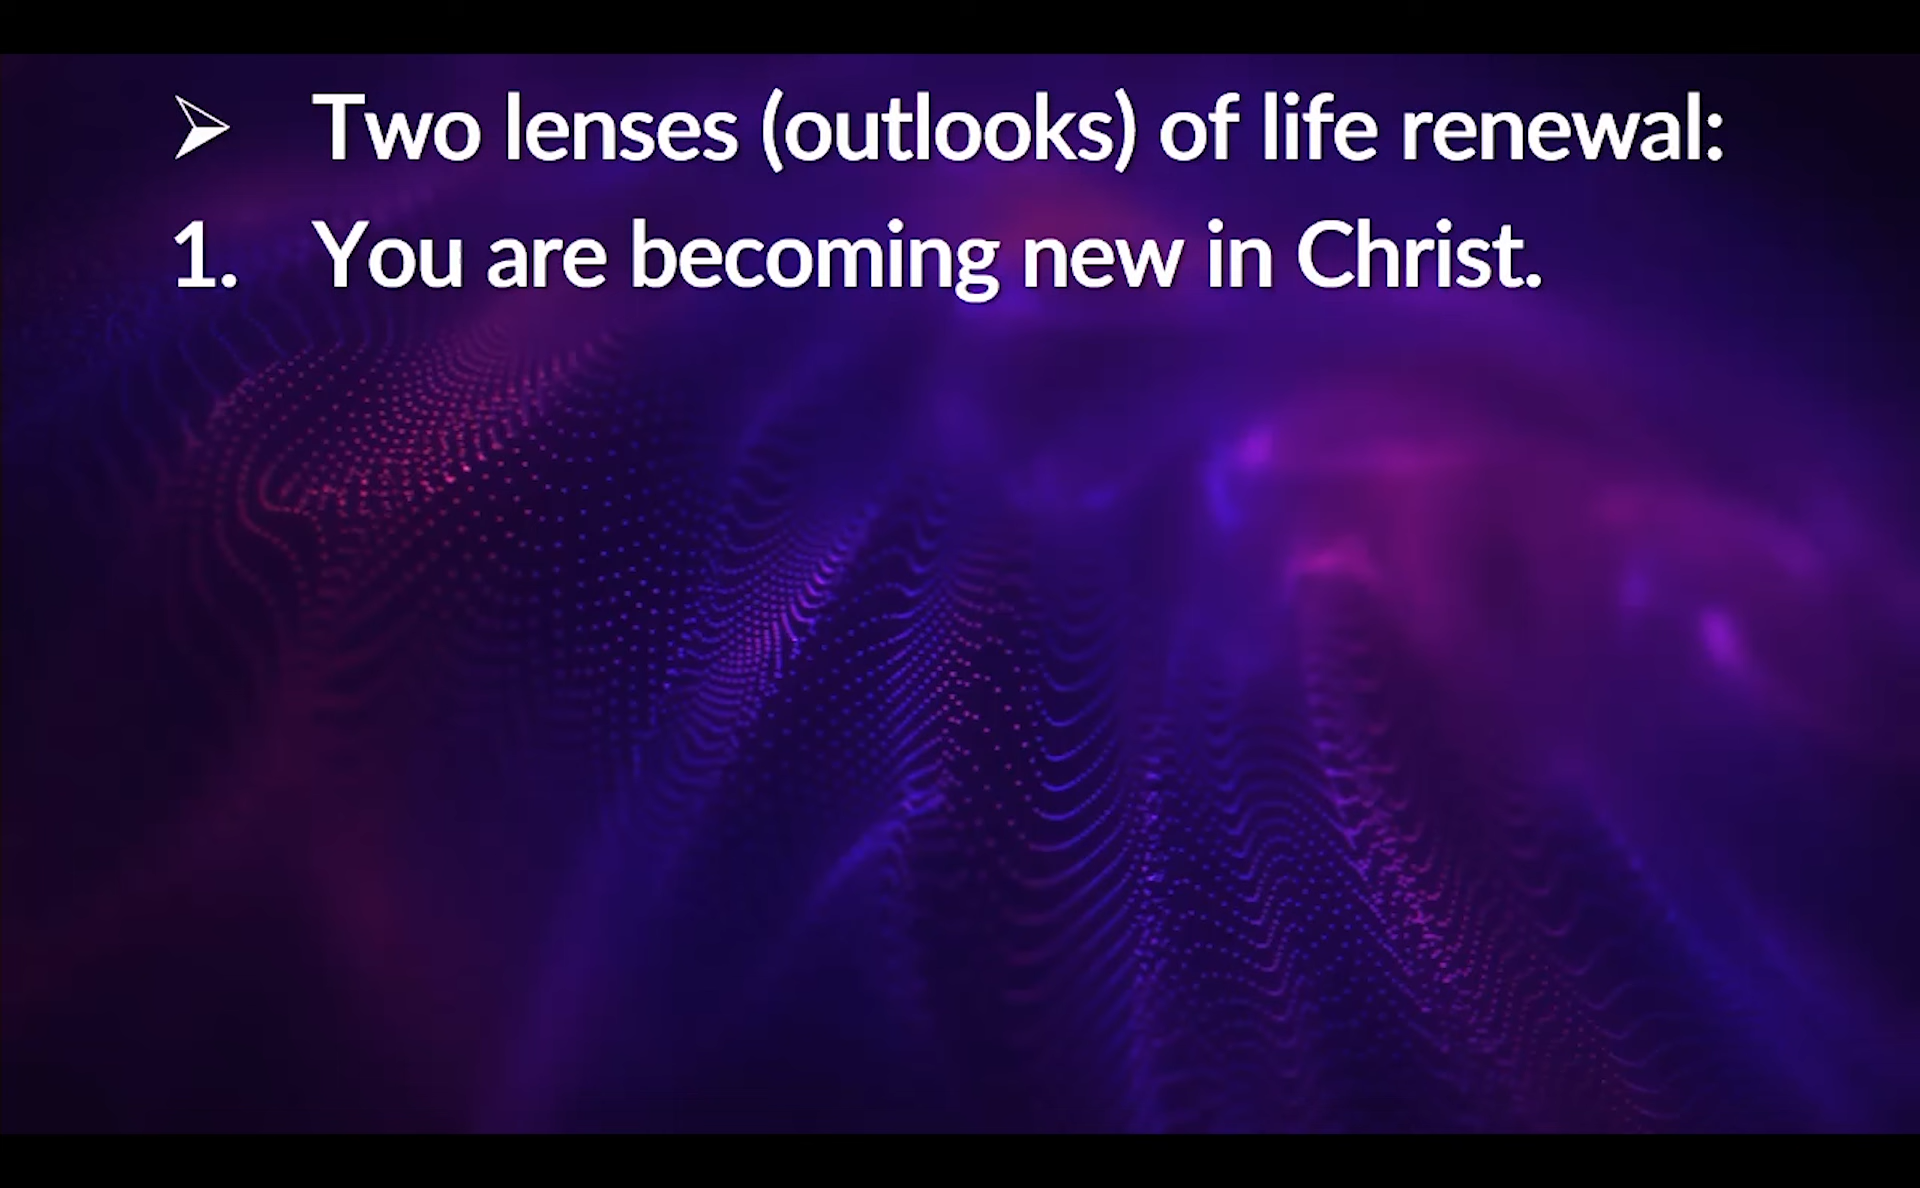 ➢ Two lenses (outlooks) of life renewal:
1. You are becoming new in Christ.